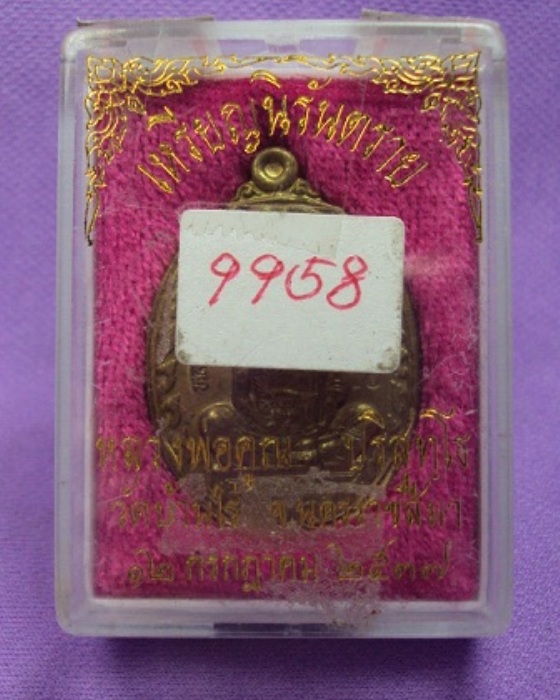 เหรียญนิรันตราย
9958
หลวงพ่อคูณ ปริสุทฺโธ
วัดบ้านไร่ จ.นครราชสีมา
๑๒ กรกฎาคม ๒๕๓๗